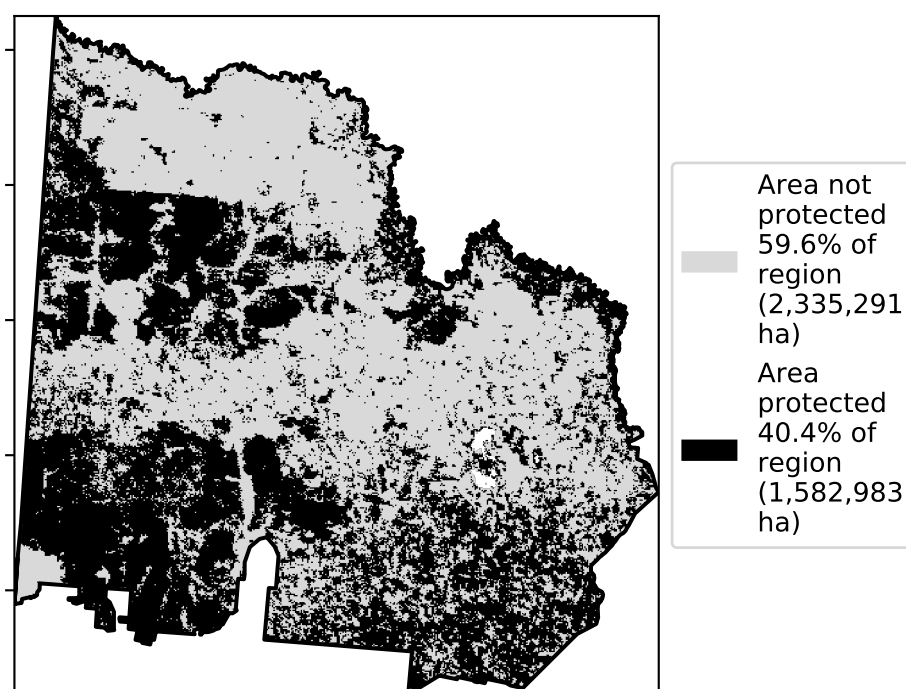 Area not
protected
59.6% of
region
(2,335,291
ha)
Area
protected
40.4% of
region
(1,582,983
ha)